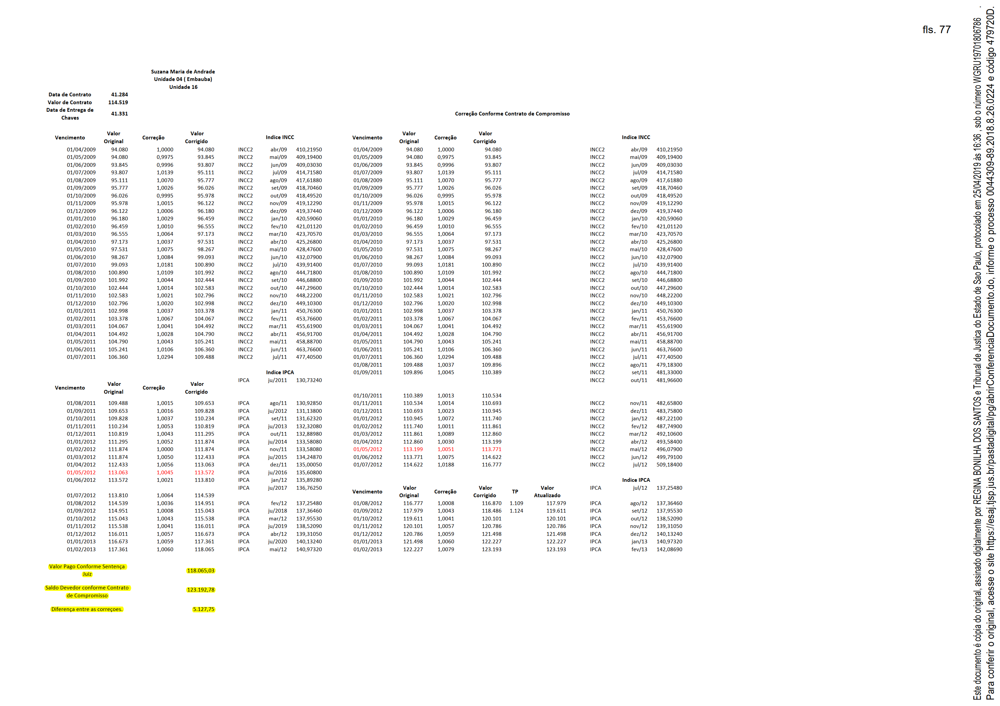 fls. 77
Suzana Maria de Andrade
Unidade 04 ( Embauba)
Unidade 16
Data de Contrato 41.284
Valor de Contrato 114.519
Data de Entrega de Chaves 41.331
Correção Conforme Contrato de Compromisso
Vencimento Valor Original Correção Valor Corrigido Indice INCC Vencimento Valor Original Correção Valor Corrigido Indice INCC
01/04/2009 94.080 1,0000 94.080 INCC2 abr/09 410,21950 01/04/2009 94.080 1,0000 94.080 INCC2 abr/09 410,21950
01/05/2009 94.080 0,9975 93.845 INCC2 mai/09 409,19400 01/05/2009 94.080 0,9975 93.845 INCC2 mai/09 409,19400
01/06/2009 93.845 0,9996 93.807 INCC2 jun/09 409,03030 01/06/2009 93.845 0,9996 93.807 INCC2 jun/09 409,03030
01/07/2009 93.807 1,0139 95.111 INCC2 jul/09 414,71580 01/07/2009 93.807 1,0139 95.111 INCC2 jul/09 414,71580
01/08/2009 95.111 1,0070 95.777 INCC2 ago/09 417,61880 01/08/2009 95.111 1,0070 95.777 INCC2 ago/09 417,61880
01/09/2009 95.777 1,0026 96.026 INCC2 set/09 418,70460 01/09/2009 95.777 1,0026 96.026 INCC2 set/09 418,70460
01/10/2009 96.026 0,9995 95.978 INCC2 out/09 418,49520 01/10/2009 96.026 0,9995 95.978 INCC2 out/09 418,49520
01/11/2009 95.978 1,0015 96.122 INCC2 nov/09 419,12290 01/11/2009 95.978 1,0015 96.122 INCC2 nov/09 419,12290
01/12/2009 96.122 1,0006 96.180 INCC2 dez/09 419,37440 01/12/2009 96.122 1,0006 96.180 INCC2 dez/09 419,37440
01/01/2010 96.180 1,0029 96.459 INCC2 jan/10 420,59060 01/01/2010 96.180 1,0029 96.459 INCC2 jan/10 420,59060
01/02/2010 96.459 1,0010 96.555 INCC2 fev/10 421,01120 01/02/2010 96.459 1,0010 96.555 INCC2 fev/10 421,01120
01/03/2010 96.555 1,0064 97.173 INCC2 mar/10 423,70570 01/03/2010 96.555 1,0064 97.173 INCC2 mar/10 423,70570
01/04/2010 97.173 1,0037 97.531 INCC2 abr/10 425,26800 01/04/2010 97.173 1,0037 97.531 INCC2 abr/10 425,26800
01/05/2010 97.531 1,0075 98.267 INCC2 mai/10 428,47600 01/05/2010 97.531 1,0075 98.267 INCC2 mai/10 428,47600
01/06/2010 98.267 1,0084 99.093 INCC2 jun/10 432,07900 01/06/2010 98.267 1,0084 99.093 INCC2 jun/10 432,07900
01/07/2010 99.093 1,0181 100.890 INCC2 jul/10 439,91400 01/07/2010 99.093 1,0181 100.890 INCC2 jul/10 439,91400
01/08/2010 100.890 1,0109 101.992 INCC2 ago/10 444,71800 01/08/2010 100.890 1,0109 101.992 INCC2 ago/10 444,71800
01/09/2010 101.992 1,0044 102.444 INCC2 set/10 446,68800 01/09/2010 101.992 1,0044 102.444 INCC2 set/10 446,68800
01/10/2010 102.444 1,0014 102.583 INCC2 out/10 447,29600 01/10/2010 102.444 1,0014 102.583 INCC2 out/10 447,29600
01/11/2010 102.583 1,0021 102.796 INCC2 nov/10 448,22200 01/11/2010 102.583 1,0021 102.796 INCC2 nov/10 448,22200
01/12/2010 102.796 1,0020 102.998 INCC2 dez/10 449,10300 01/12/2010 102.796 1,0020 102.998 INCC2 dez/10 449,10300
01/01/2011 102.998 1,0037 103.378 INCC2 jan/11 450,76300 01/01/2011 102.998 1,0037 103.378 INCC2 jan/11 450,76300
01/02/2011 103.378 1,0067 104.067 INCC2 fev/11 453,76600 01/02/2011 103.378 1,0067 104.067 INCC2 fev/11 453,76600
01/03/2011 104.067 1,0041 104.492 INCC2 mar/11 455,61900 01/03/2011 104.067 1,0041 104.492 INCC2 mar/11 455,61900
01/04/2011 104.492 1,0028 104.790 INCC2 abr/11 456,91700 01/04/2011 104.492 1,0028 104.790 INCC2 abr/11 456,91700
01/05/2011 104.790 1,0043 105.241 INCC2 mai/11 458,88700 01/05/2011 104.790 1,0043 105.241 INCC2 mai/11 458,88700
01/06/2011 105.241 1,0106 106.360 INCC2 jun/11 463,76600 01/06/2011 105.241 1,0106 106.360 INCC2 jun/11 463,76600
01/07/2011 106.360 1,0294 109.488 INCC2 jul/11 477,40500 01/07/2011 106.360 1,0294 109.488 INCC2 jul/11 477,40500
01/08/2011 109.488 1,0037 109.896 INCC2 ago/11 479,18300
Indice IPCA 01/09/2011 109.896 1,0045 110.389 INCC2 set/11 481,33000
IPCA ju/2011 130,73240 INCC2 out/11 481,96600
Vencimento Valor Original Correção Valor Corrigido
01/10/2011 110.389 1,0013 110.534
01/08/2011 109.488 1,0015 109.653 IPCA ago/11 130,92850 01/11/2011 110.534 1,0014 110.693 INCC2 nov/11 482,65800
01/09/2011 109.653 1,0016 109.828 IPCA ju/2012 131,13800 01/12/2011 110.693 1,0023 110.945 INCC2 dez/11 483,75800
01/10/2011 109.828 1,0037 110.234 IPCA set/11 131,62320 01/01/2012 110.945 1,0072 111.740 INCC2 jan/12 487,22100
01/11/2011 110.234 1,0053 110.819 IPCA ju/2013 132,32080 01/02/2012 111.740 1,0011 111.861 INCC2 fev/12 487,74900
01/12/2011 110.819 1,0043 111.295 IPCA out/11 132,88980 01/03/2012 111.861 1,0089 112.860 INCC2 mar/12 492,10600
01/01/2012 111.295 1,0052 111.874 IPCA ju/2014 133,58080 01/04/2012 112.860 1,0030 113.199 INCC2 abr/12 493,58400
01/02/2012 111.874 1,0000 111.874 IPCA nov/11 133,58080 01/05/2012 113.199 1,0051 113.771 INCC2 mai/12 496,07900
01/03/2012 111.874 1,0050 112.433 IPCA ju/2015 134,24870 01/06/2012 113.771 1,0075 114.622 INCC2 jun/12 499,79100
01/04/2012 112.433 1,0056 113.063 IPCA dez/11 135,00050 01/07/2012 114.622 1,0188 116.777 INCC2 jul/12 509,18400
01/05/2012 113.063 1,0045 113.572 IPCA ju/2016 135,60800
01/06/2012 113.572 1,0021 113.810 IPCA jan/12 135,89280 Indice IPCA
IPCA ju/2017 136,76250 IPCA jul/12 137,25480
Vencimento Valor Original Correção Valor Corrigido TP Valor Atualizado
01/07/2012 113.810 1,0064 114.539
01/08/2012 114.539 1,0036 114.951 IPCA fev/12 137,25480 01/08/2012 116.777 1,0008 116.870 1.109 117.979 IPCA ago/12 137,36460
01/09/2012 114.951 1,0008 115.043 IPCA ju/2018 137,36460 01/09/2012 117.979 1,0043 118.486 1.124 119.611 IPCA set/12 137,95530
01/10/2012 115.043 1,0043 115.538 IPCA mar/12 137,95530 01/10/2012 119.611 1,0041 120.101 120.101 IPCA out/12 138,52090
01/11/2012 115.538 1,0041 116.011 IPCA ju/2019 138,52090 01/11/2012 120.101 1,0057 120.786 120.786 IPCA nov/12 139,31050
01/12/2012 116.011 1,0057 116.673 IPCA abr/12 139,31050 01/12/2012 120.786 1,0059 121.498 121.498 IPCA dez/12 140,13240
01/01/2013 116.673 1,0059 117.361 IPCA ju/2020 140,13240 01/01/2013 121.498 1,0060 122.227 122.227 IPCA jan/13 140,97320
01/02/2013 117.361 1,0060 118.065 IPCA mai/12 140,97320 01/02/2013 122.227 1,0079 123.193 123.193 IPCA fev/13 142,08690
Valor Pago Conforme Sentença
Juiz 118.065,03
Saldo Devedor conforme Contrato
de Compromisso 123.192,78
Diferença entre as correçoes. 5.127,75
Este documento é cópia do original, assinado digitalmente por REGINA BONILHA DOS SANTOS e Tribunal de Justica do Estado de Sao Paulo, protocolado em 25/04/2019 às 16:36 , sob o número WGRU19701806786 .
Para conferir o original, acesse o site https://esaj.tjsp.jus.br/pastadigital/pg/abrirConferenciaDocumento.do, informe o processo 0044309-89.2018.8.26.0224 e código 479720D.